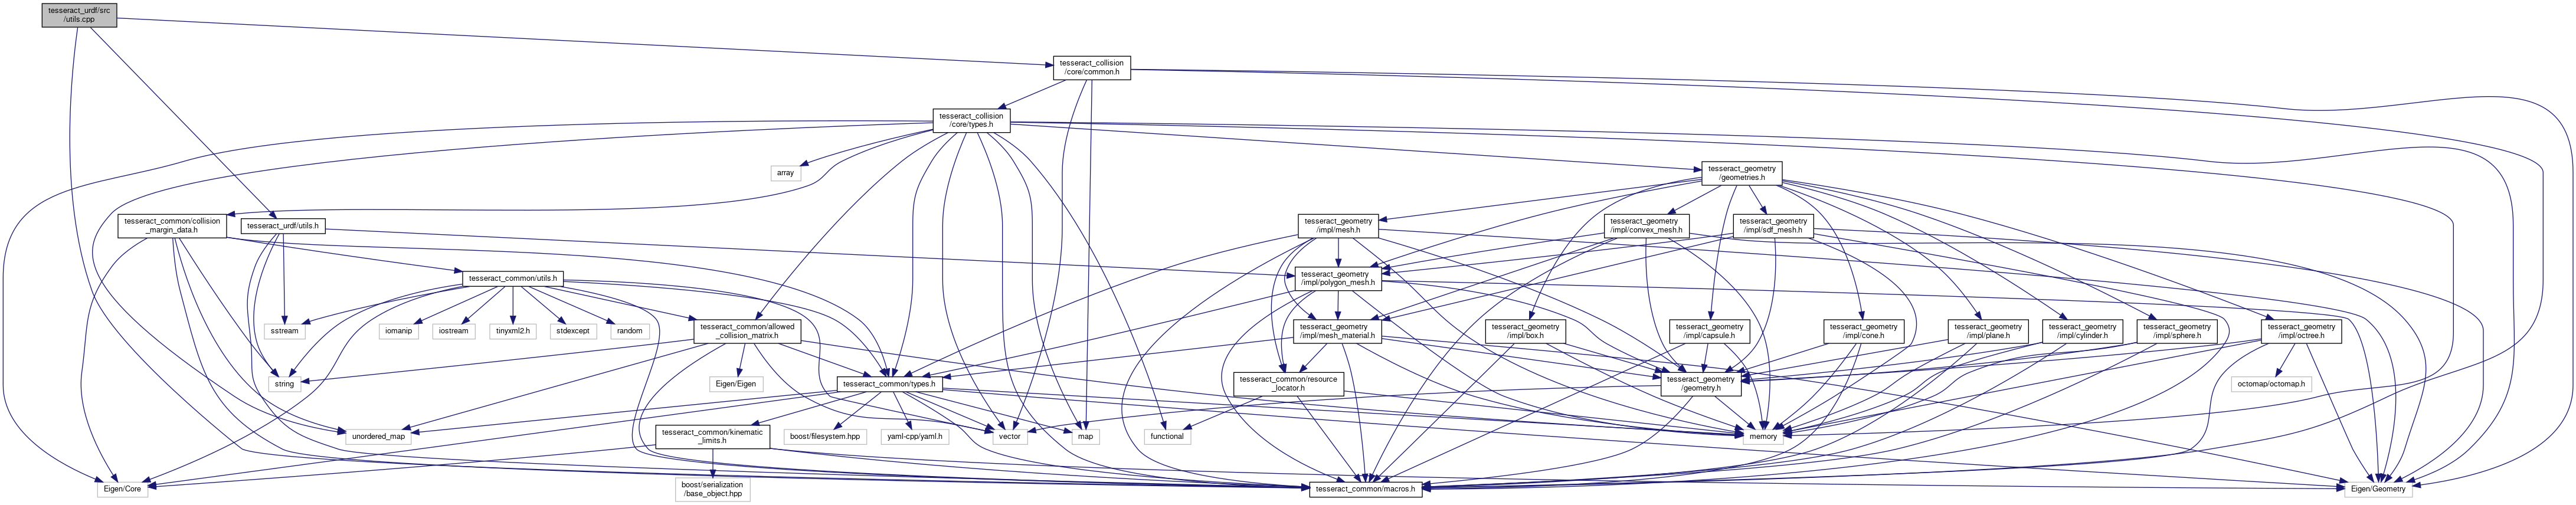 tesseract_urdf/src
/utils.cpp
tesseract_collision
/core/common.h
tesseract_collision
/core/types.h
array
tesseract_geometry
/geometries.h
tesseract_common/collision
_margin_data.h
tesseract_urdf/utils.h
tesseract_geometry
/impl/mesh.h
tesseract_geometry
/impl/convex_mesh.h
tesseract_geometry
/impl/sdf_mesh.h
tesseract_common/utils.h
tesseract_geometry
/impl/polygon_mesh.h
sstream
iomanip
iostream
tinyxml2.h
stdexcept
random
tesseract_common/allowed
_collision_matrix.h
tesseract_geometry
/impl/mesh_material.h
tesseract_geometry
/impl/box.h
tesseract_geometry
/impl/capsule.h
tesseract_geometry
/impl/cone.h
tesseract_geometry
/impl/plane.h
tesseract_geometry
/impl/cylinder.h
tesseract_geometry
/impl/sphere.h
tesseract_geometry
/impl/octree.h
string
Eigen/Eigen
tesseract_common/types.h
tesseract_common/resource
_locator.h
tesseract_geometry
/geometry.h
octomap/octomap.h
unordered_map
tesseract_common/kinematic
_limits.h
boost/filesystem.hpp
yaml-cpp/yaml.h
vector
map
functional
memory
Eigen/Core
boost/serialization
/base_object.hpp
tesseract_common/macros.h
Eigen/Geometry